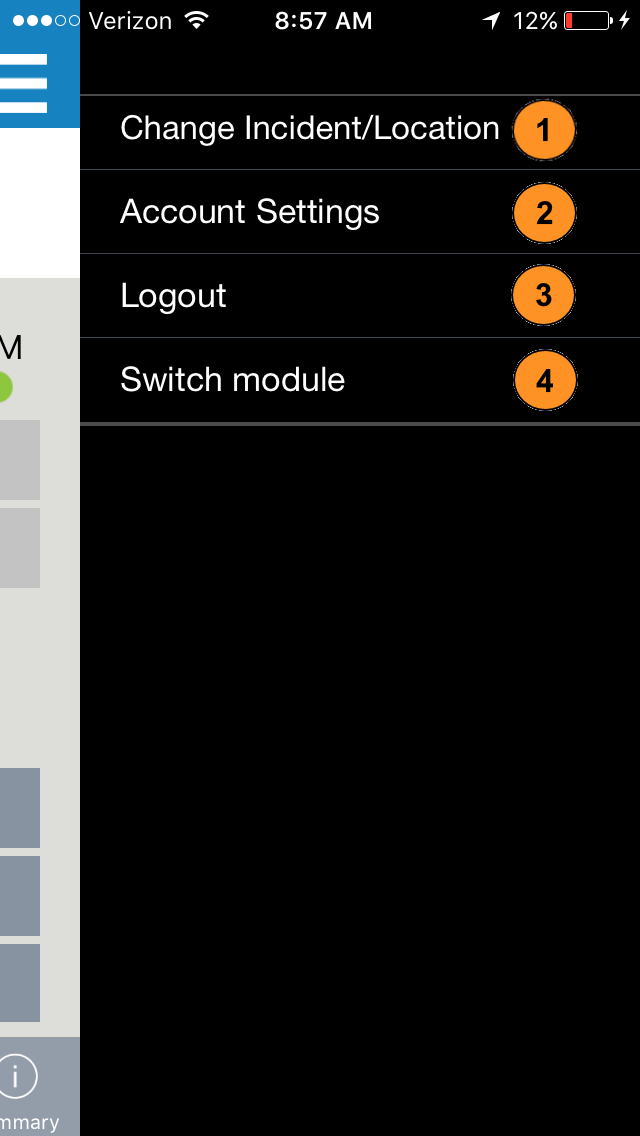 Verizon 8:57 AM 12%
Change Incident/Location 1
Account Settings 2
M
Logout 3
Switch module 4
i
mmary